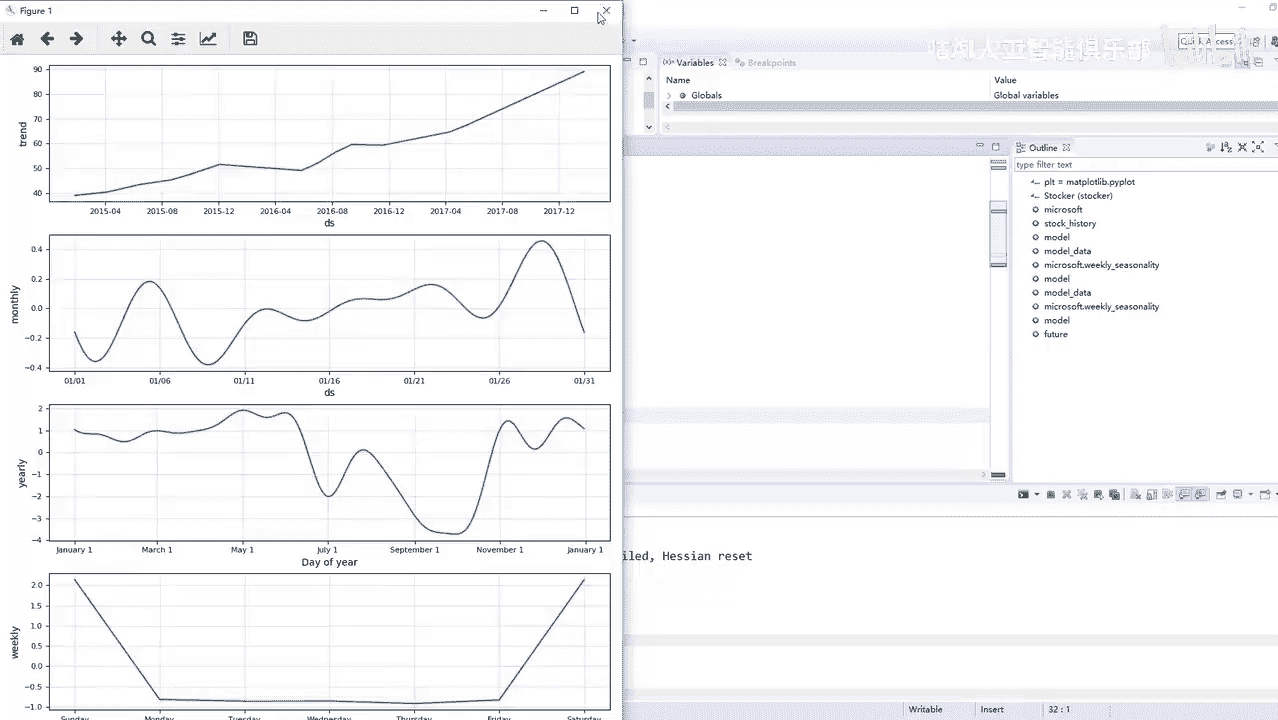 Figure 1
trend
90
80
70
60
50
40
2015-04 2015-08 2015-12 2016-04 2016-08 2016-12 2017-04 2017-08 2017-12
ds
monthly
0.4
0.2
0.0
−0.2
−0.4
01/01 01/06 01/11 01/16 01/21 01/26 01/31
ds
yearly
2
1
0
−1
−2
−3
−4
January 1 March 1 May 1 July 1 September 1 November 1 January 1
Day of year
weekly
2.0
1.5
1.0
0.5
0.0
−0.5
−1.0
Sunday Monday Tuesday Wednesday Thursday Friday Saturday
Quick Access
(x)= Variables
Breakpoints
Name Value
Globals Global variables
Outline
type filter text
plt = matplotlib.pyplot
Stocker (stocker)
microsoft
stock_history
model
model_data
microsoft.weekly_seasonality
model
model_data
microsoft.weekly_seasonality
model
future
iled, Hessian reset
Writable Insert 32 : 1